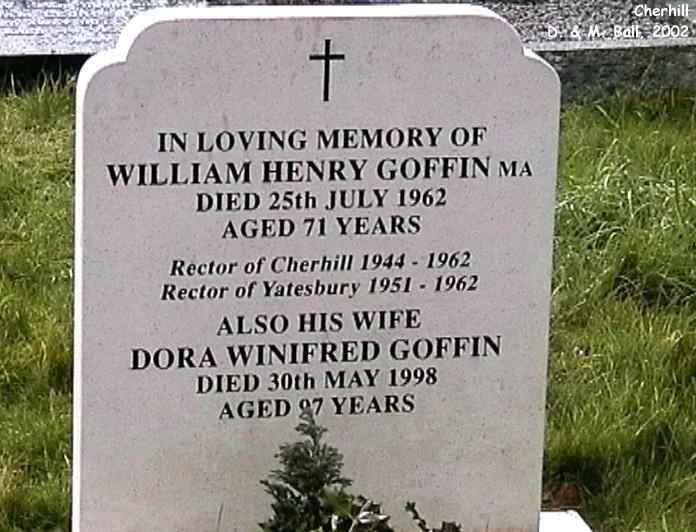 Cherhill
D. & M. Ball, 2002
IN LOVING MEMORY OF
WILLIAM HENRY GOFFIN MA
DIED 25th JULY 1962
AGED 71 YEARS
Rector of Cherhill 1944 - 1962
Rector of Yatesbury 1951 - 1962
ALSO HIS WIFE
DORA WINIFRED GOFFIN
DIED 30th MAY 1998
AGED 97 YEARS